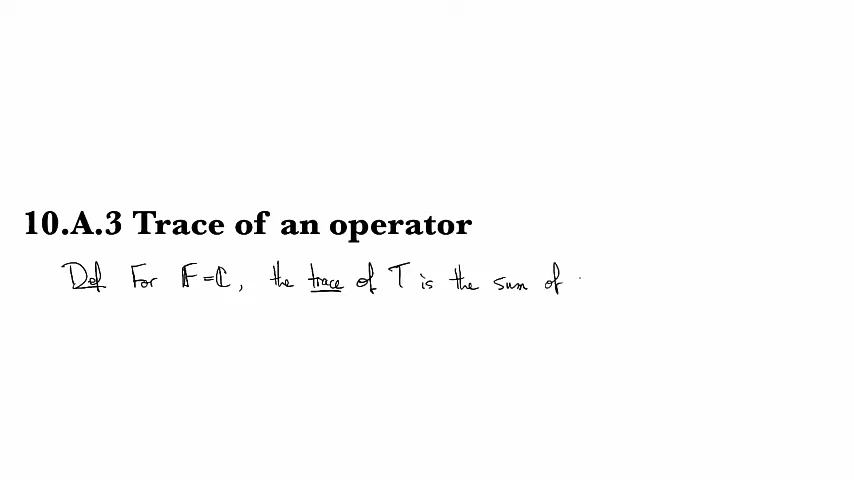 10.A.3 Trace of an operator
Def For 𝔽=ℂ, the trace of T is the sum of